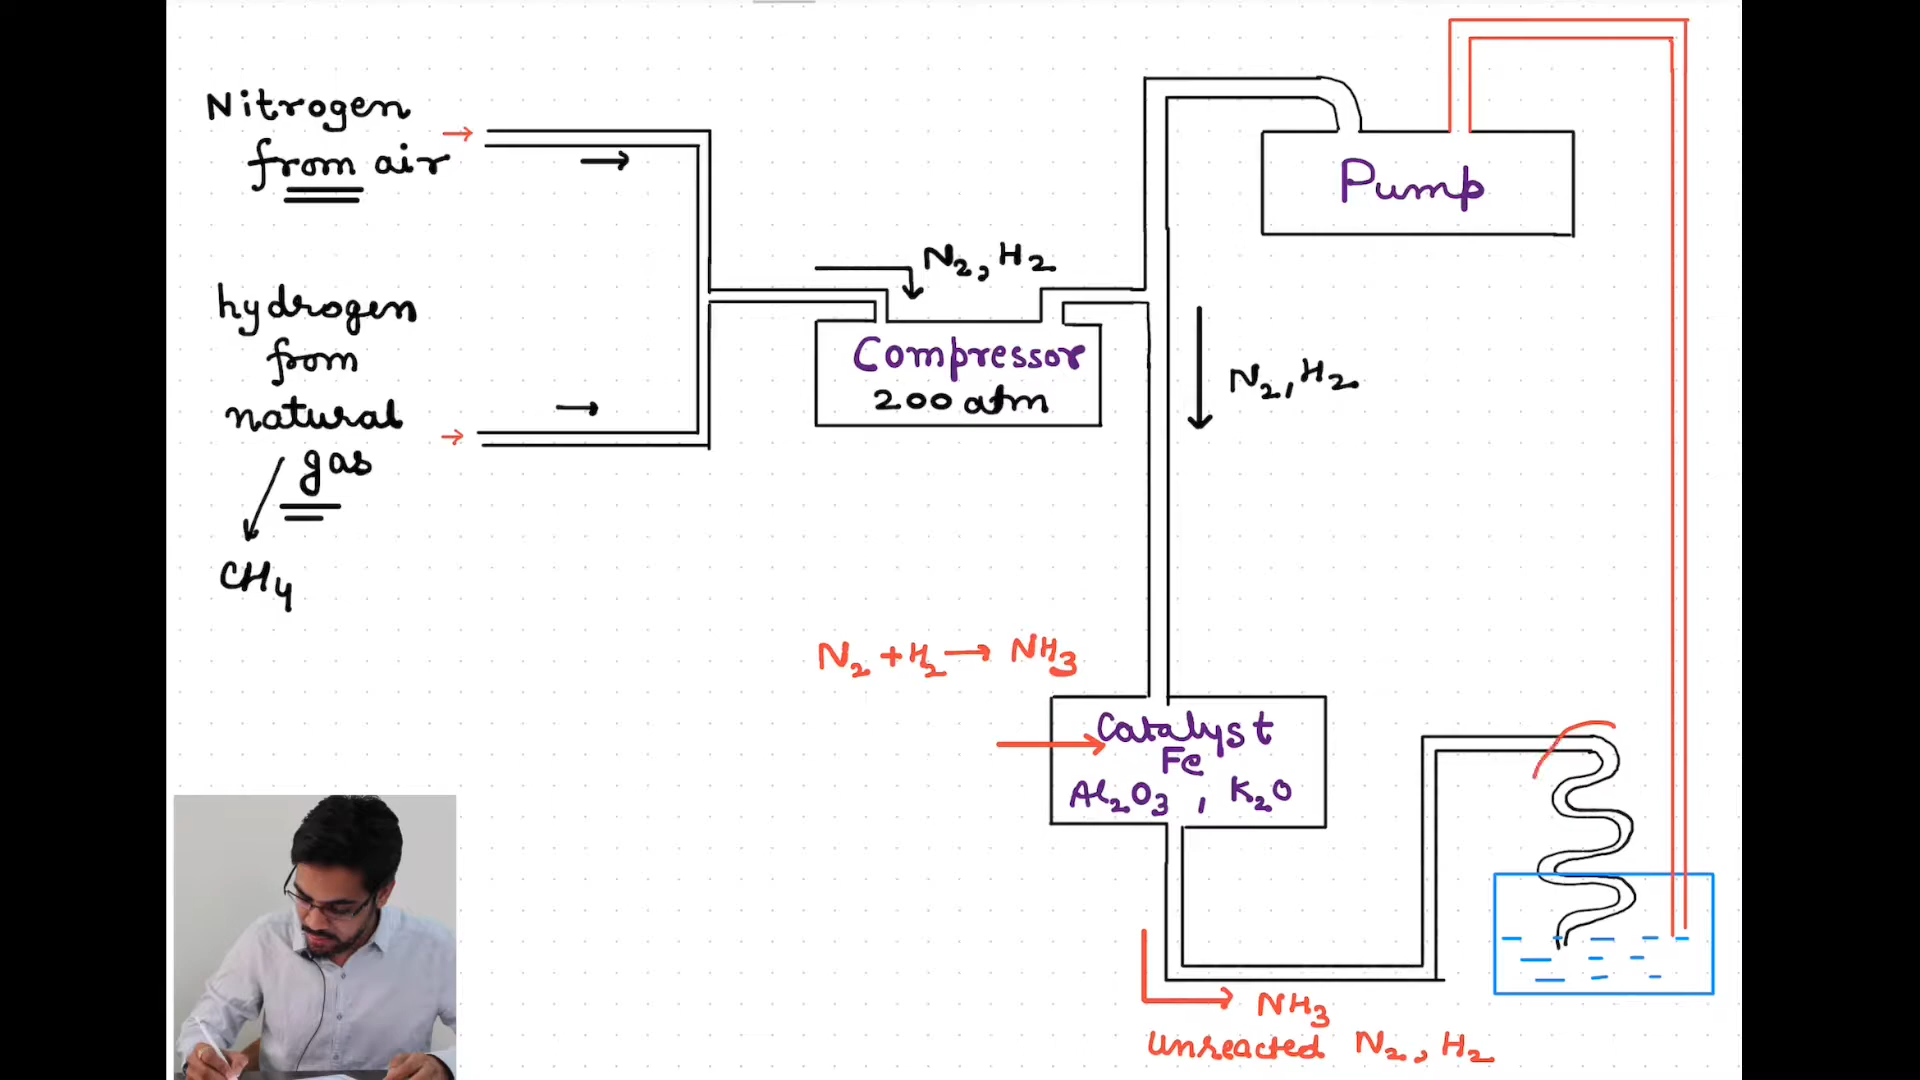 Nitrogen
from air
hydrogen
from
natural
gas
CH4
N2, H2
Compressor
200 atm
Pump
N2, H2
N2 + H2 → NH3
Catalyst
Fe
Al2O3 , K2O
NH3
unreacted N2, H2